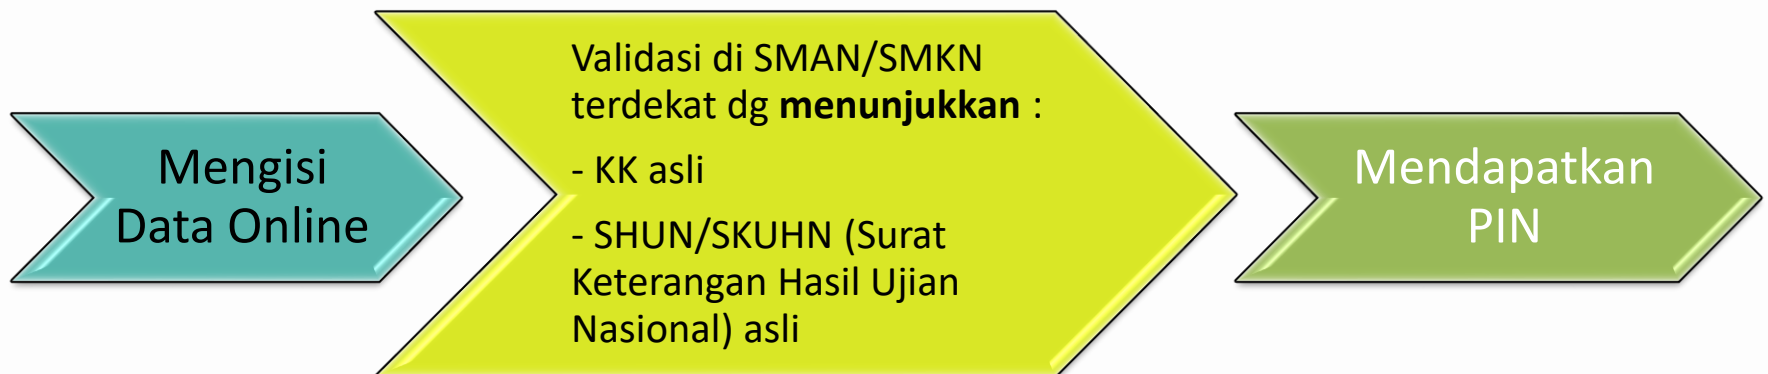 Mengisi
Data Online
Validasi di SMAN/SMKN
terdekat dg menunjukkan :
- KK asli
- SHUN/SKUHN (Surat
Keterangan Hasil Ujian
Nasional) asli
Mendapatkan
PIN